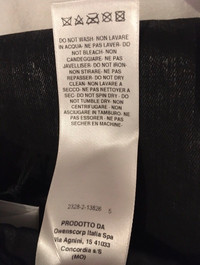 DO NOT WASH- NON LAVARE
IN ACQUA- NE PAS LAVER- DO
NOT BLEACH- NON
CANDEGGIARE- NE PAS
JAVELLISER- DO NOT IRON-
NON STIRARE- NE PAS
REPASSER- DO NOT DRY
CLEAN- NON LAVARE A
SECCO- NE PAS NETTOYER A
SEC- DO NOT SPIN DRY- DO
NOT TUMBLE DRY- NON
CENTRIFUGARE- NON
ASCIUGARE IN TAMBURO- NE
PAS ESSORER - NE PAS
SECHER EN MACHINE-
5
PRODOTTO DA
Owenscorp Italia Spa
Via Agnini, 15 41033
Concordia s/S
(MO)